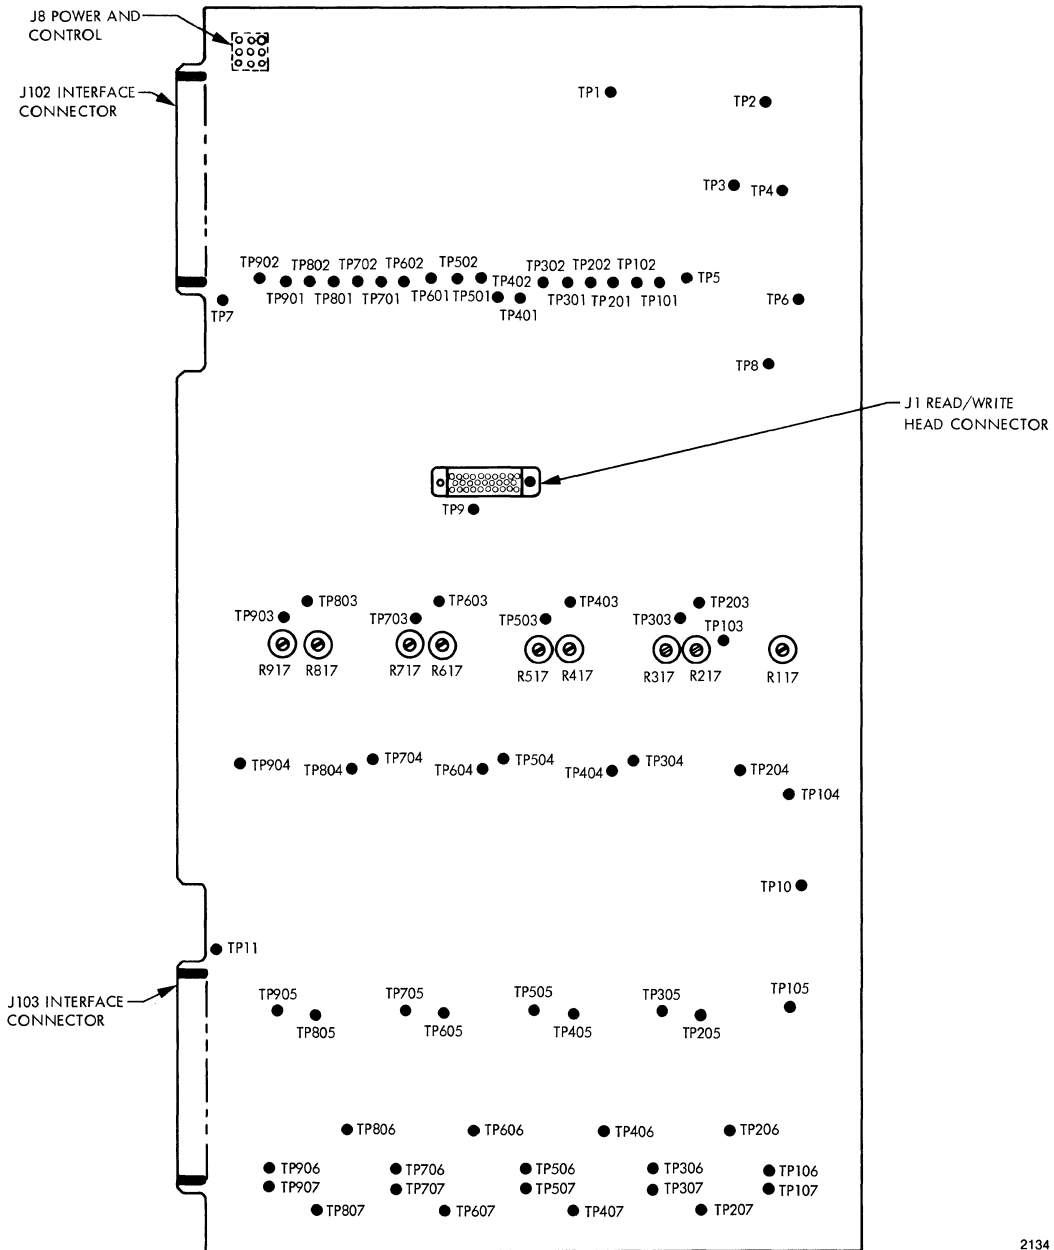 J8 POWER AND
CONTROL
J102 INTERFACE
CONNECTOR
TP1
TP2
TP3
TP4
TP902
TP802
TP702
TP602
TP502
TP402
TP302
TP202
TP102
TP5
TP901
TP801
TP701
TP601
TP501
TP401
TP301
TP201
TP101
TP7
TP6
TP8
J1 READ/WRITE
HEAD CONNECTOR
TP9
TP803
TP603
TP403
TP203
TP903
TP703
TP503
TP303
TP103
R917
R817
R717
R617
R517
R417
R317
R217
R117
TP904
TP804
TP704
TP604
TP504
TP404
TP304
TP204
TP104
TP10
TP11
J103 INTERFACE
CONNECTOR
TP905
TP805
TP705
TP605
TP505
TP405
TP305
TP205
TP105
TP806
TP606
TP406
TP206
TP906
TP706
TP506
TP306
TP106
TP907
TP707
TP507
TP307
TP107
TP807
TP607
TP407
TP207
2134